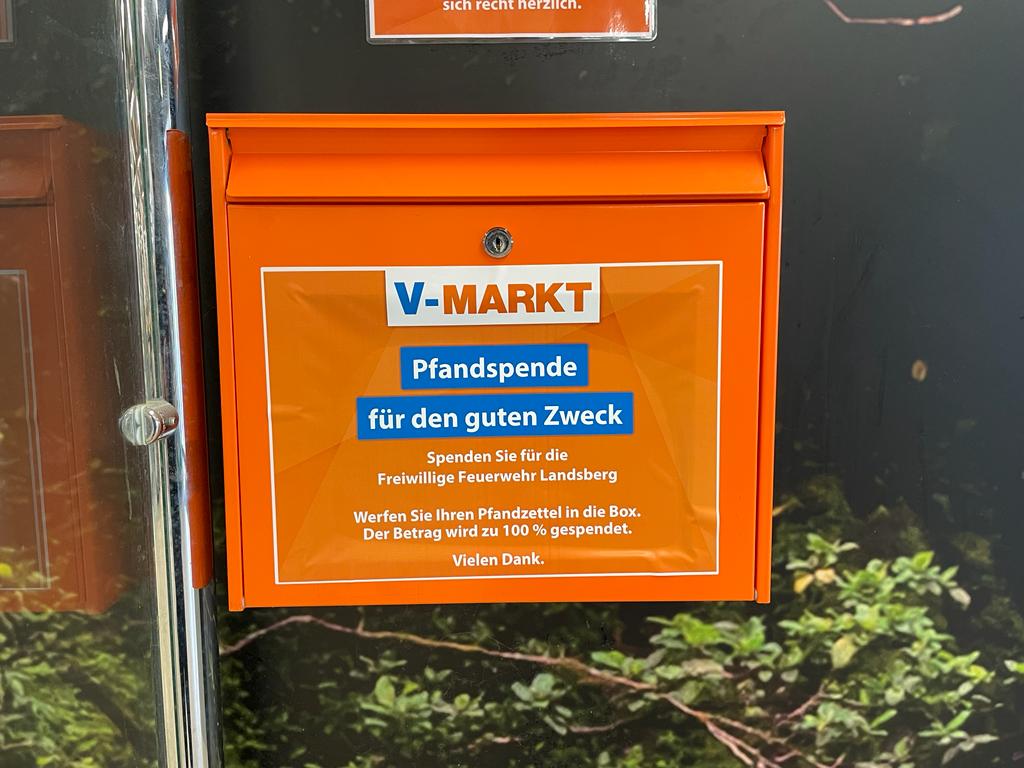 sich recht herzlich.
V-MARKT
Pfandspende
für den guten Zweck
Spenden Sie für die
Freiwillige Feuerwehr Landsberg
Werfen Sie Ihren Pfandzettel in die Box.
Der Betrag wird zu 100 % gespendet.
Vielen Dank.